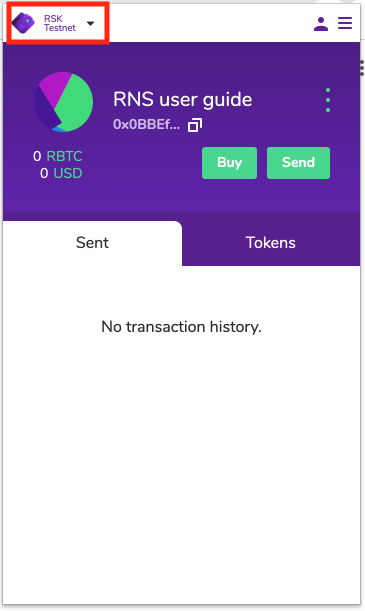 RSK
Testnet
RNS user guide
0x0BBEf...
0 RBTC
0 USD
Buy
Send
Sent
Tokens
No transaction history.